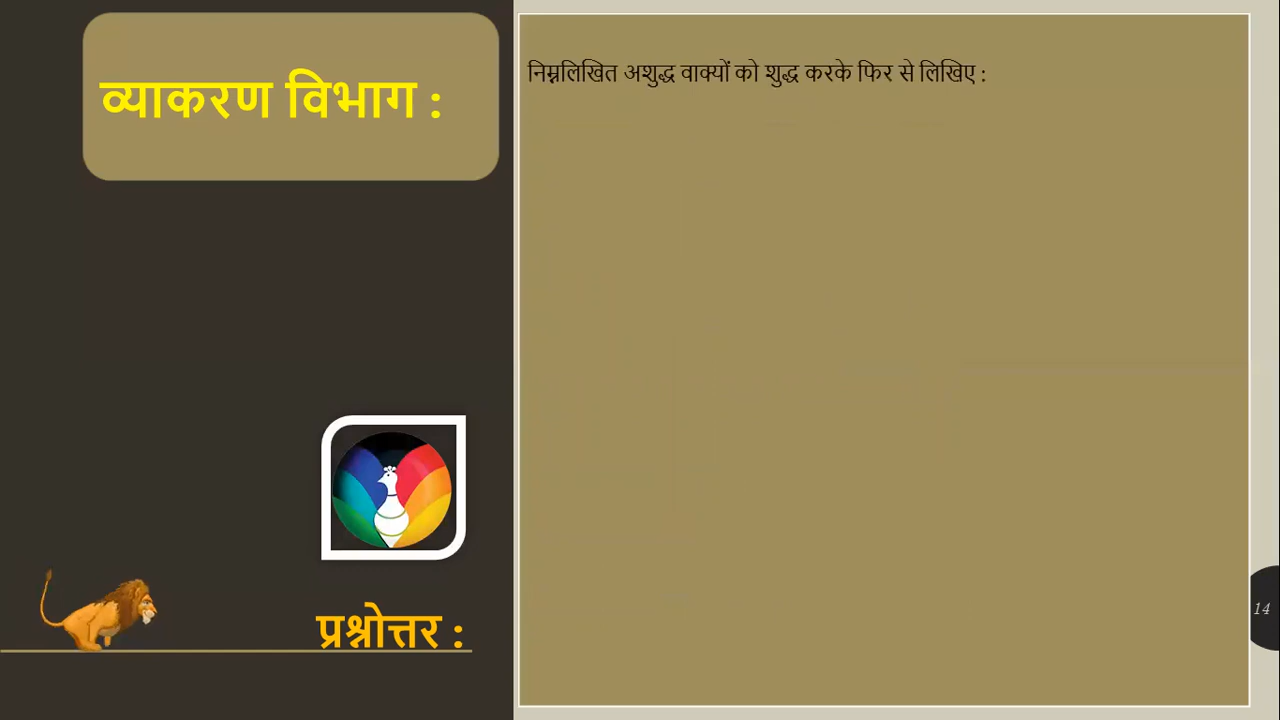 व्याकरण विभाग :
निम्नलिखित अशुद्ध वाक्यों को शुद्ध करके फिर से लिखिए :
प्रश्नोत्तर :
14